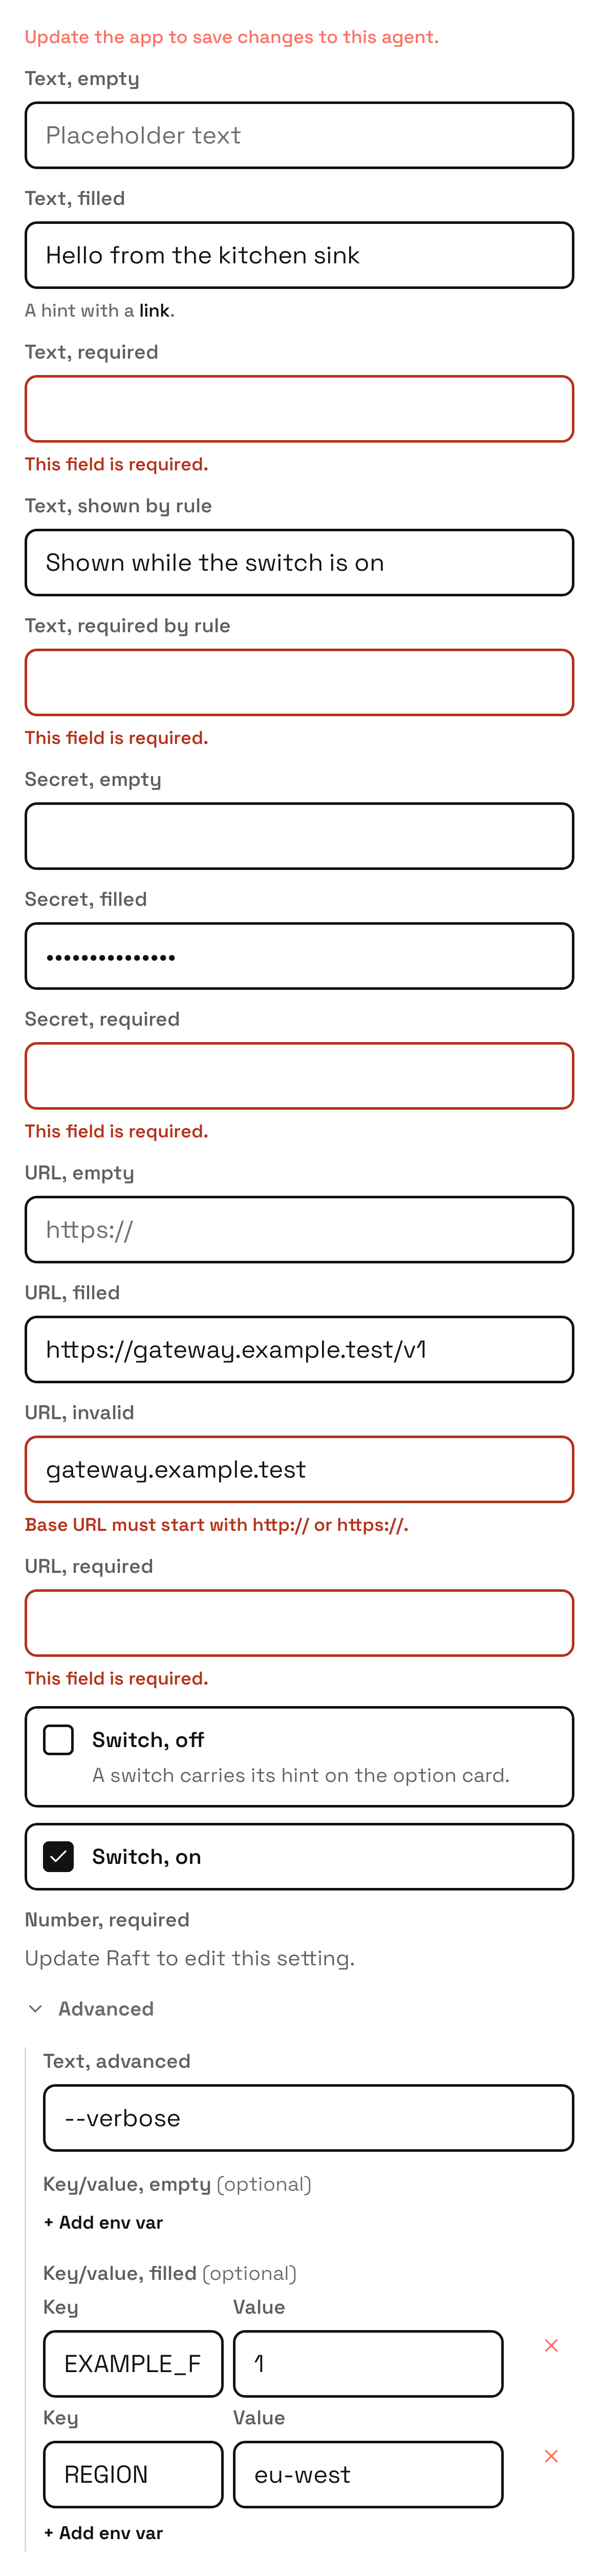 Update the app to save changes to this agent.
Text, empty
Placeholder text
Text, filled
Hello from the kitchen sink
A hint with a link.
Text, required
This field is required.
Text, shown by rule
Shown while the switch is on
Text, required by rule
This field is required.
Secret, empty
Secret, filled
•••••••••••••••
Secret, required
This field is required.
URL, empty
https://
URL, filled
https://gateway.example.test/v1
URL, invalid
gateway.example.test
Base URL must start with http:// or https://.
URL, required
This field is required.
Switch, off
A switch carries its hint on the option card.
Switch, on
Number, required
Update Raft to edit this setting.
Advanced
Text, advanced
--verbose
Key/value, empty (optional)
+ Add env var
Key/value, filled (optional)
Key Value
EXAMPLE_F 1
Key Value
REGION eu-west
+ Add env var